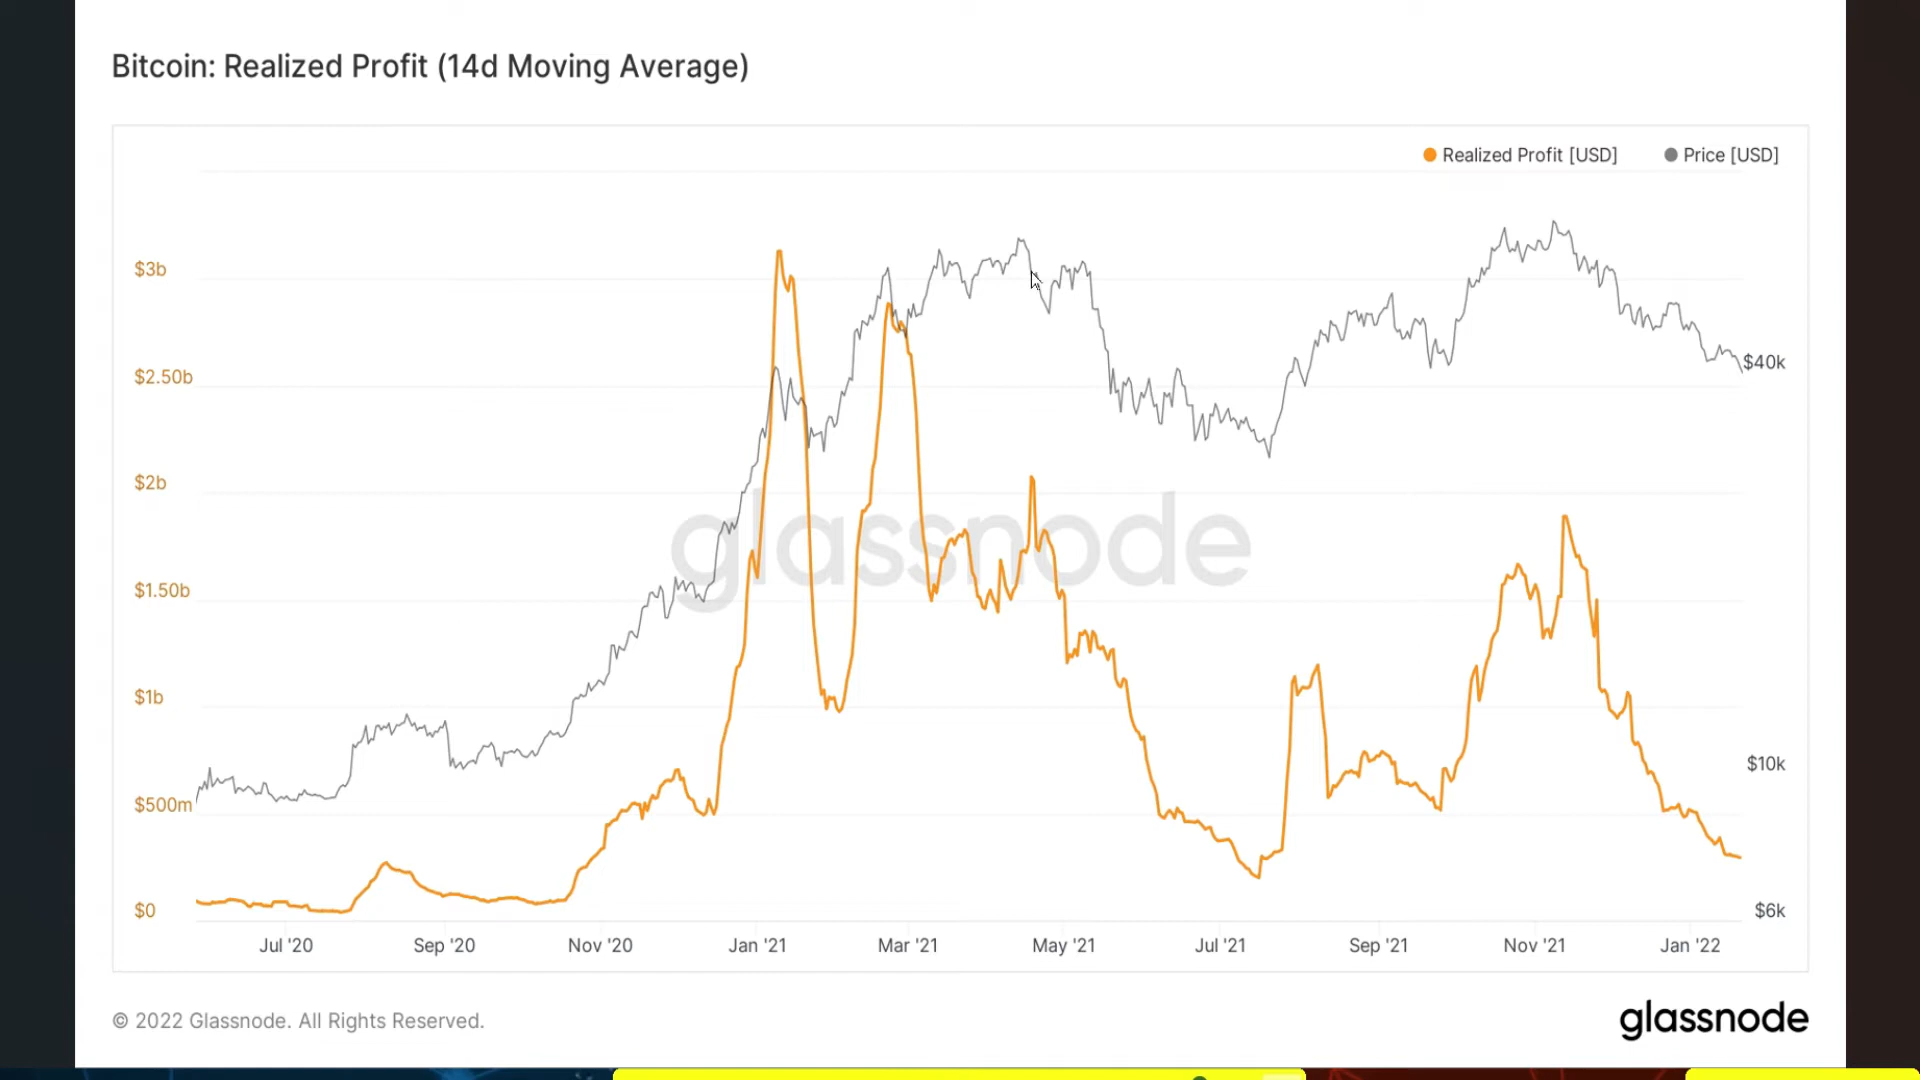 Bitcoin: Realized Profit (14d Moving Average)
Realized Profit [USD] Price [USD]
$3b
$2.50b
$2b
$1.50b
$1b
$500m
$0
$40k
$10k
$6k
glassnode
Jul '20 Sep '20 Nov '20 Jan '21 Mar '21 May '21 Jul '21 Sep '21 Nov '21 Jan '22
© 2022 Glassnode. All Rights Reserved.
glassnode